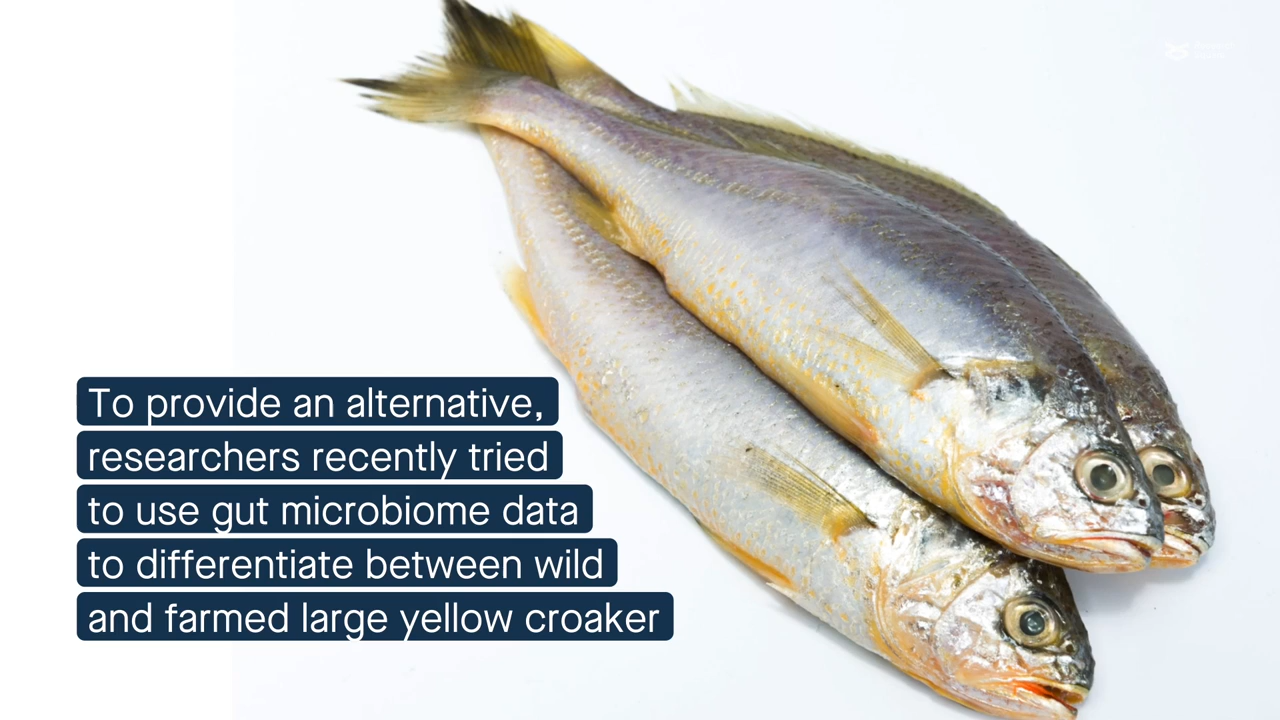 To provide an alternative,
researchers recently tried
to use gut microbiome data
to differentiate between wild
and farmed large yellow croaker